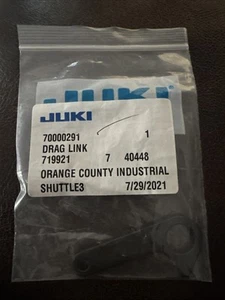 JUKI
JUKI
70000291 1
DRAG LINK
719921 7 40448
ORANGE COUNTY INDUSTRIAL
SHUTTLE3 7/29/2021